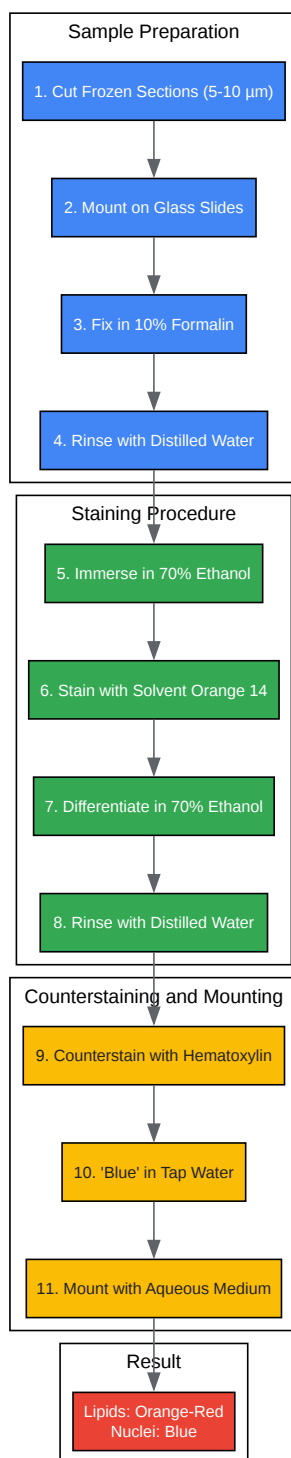 Sample Preparation
1. Cut Frozen Sections (5-10 µm)
2. Mount on Glass Slides
3. Fix in 10% Formalin
4. Rinse with Distilled Water
Staining Procedure
5. Immerse in 70% Ethanol
6. Stain with Solvent Orange 14
7. Differentiate in 70% Ethanol
8. Rinse with Distilled Water
Counterstaining and Mounting
9. Counterstain with Hematoxylin
10. 'Blue' in Tap Water
11. Mount with Aqueous Medium
Result
Lipids: Orange-Red
Nuclei: Blue